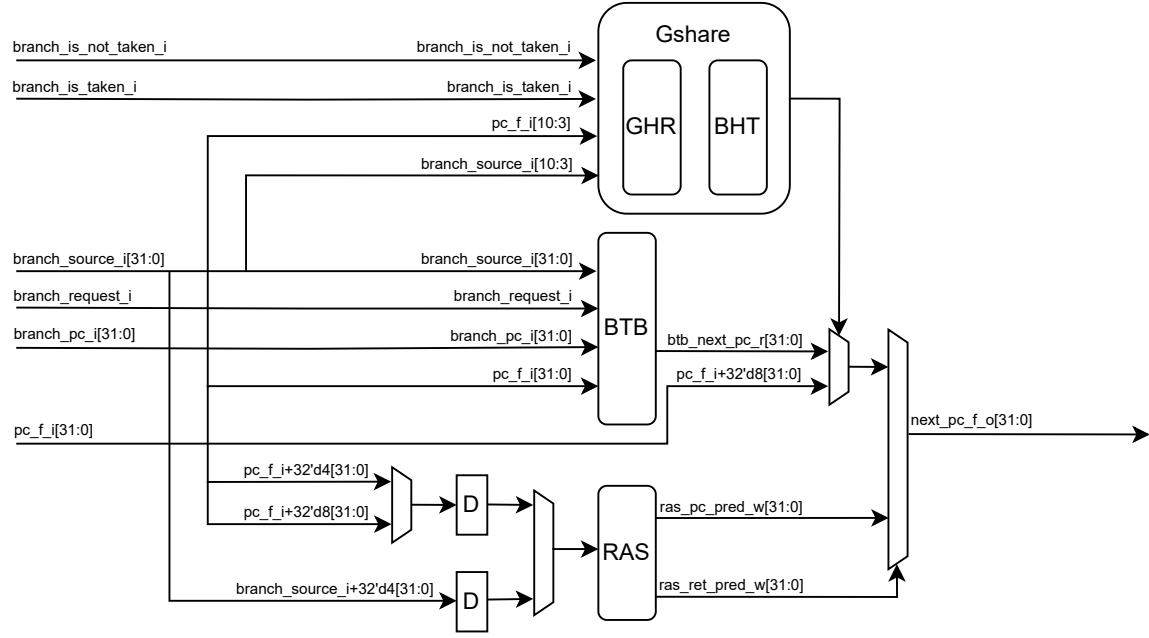 Gshare
branch_is_not_taken_i
branch_is_not_taken_i
branch_is_taken_i
branch_is_taken_i
pc_f_i[10:3]
GHR
BHT
branch_source_i[10:3]
branch_source_i[31:0]
branch_source_i[31:0]
branch_request_i
branch_request_i
BTB
branch_pc_i[31:0]
branch_pc_i[31:0]
btb_next_pc_r[31:0]
pc_f_i[31:0]
pc_f_i+32'd8[31:0]
pc_f_i[31:0]
next_pc_f_o[31:0]
pc_f_i+32'd4[31:0]
pc_f_i+32'd8[31:0]
D
ras_pc_pred_w[31:0]
RAS
branch_source_i+32'd4[31:0]
D
ras_ret_pred_w[31:0]